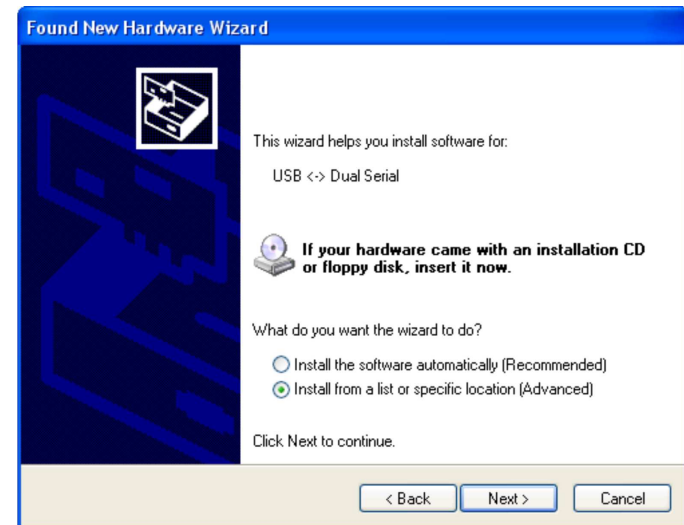 Found New Hardware Wizard
This wizard helps you install software for:
USB <-> Dual Serial
If your hardware came with an installation CD
or floppy disk, insert it now.
What do you want the wizard to do?
Install the software automatically (Recommended)
Install from a list or specific location (Advanced)
Click Next to continue.
< Back
Next >
Cancel